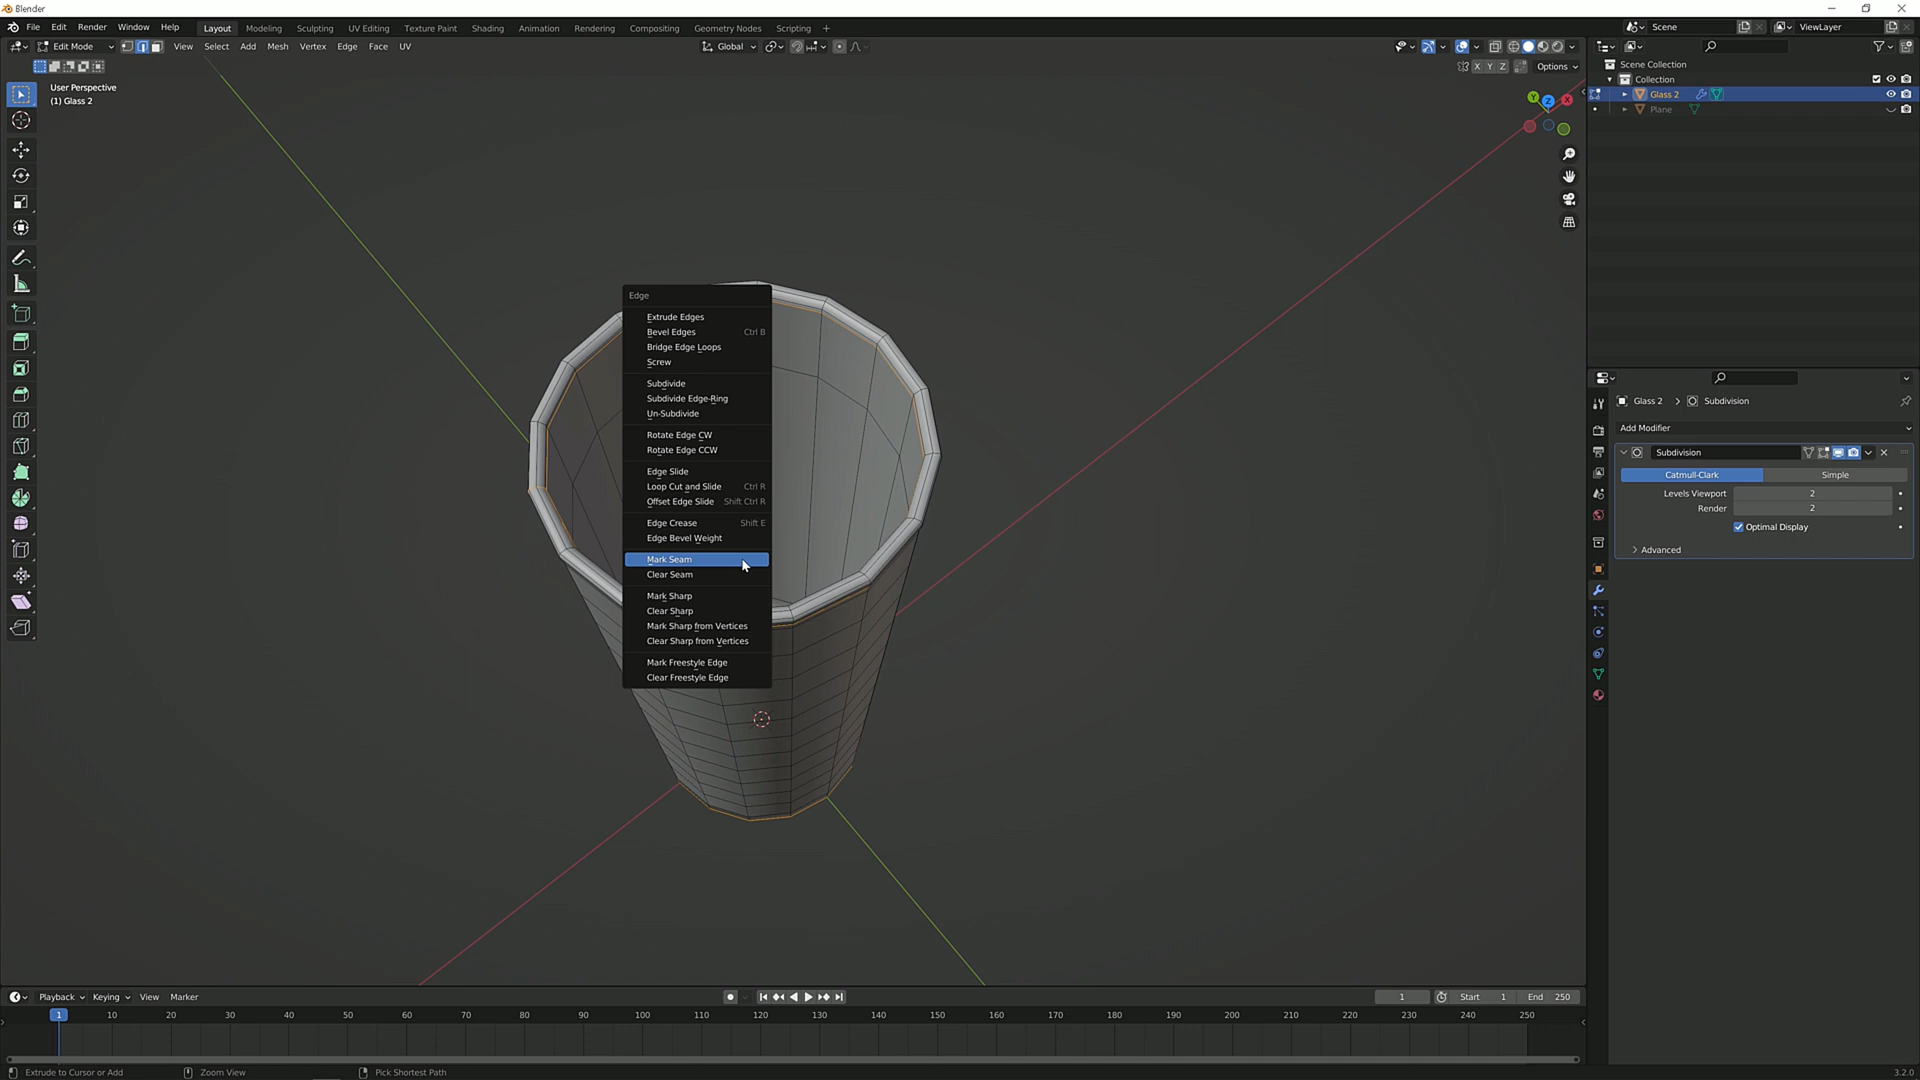 Blender
File Edit Render Window Help
Layout Modeling Sculpting UV Editing Texture Paint Shading Animation Rendering Compositing Geometry Nodes Scripting +
Scene
ViewLayer
Edit Mode
View Select Add Mesh Vertex Edge Face UV
Global
X Y Z
Options
User Perspective
(1) Glass 2
Y Z X
Scene Collection
Collection
Glass 2
Plane
Edge
Extrude Edges
Bevel Edges Ctrl B
Bridge Edge Loops
Screw
Subdivide
Subdivide Edge-Ring
Un-Subdivide
Rotate Edge CW
Rotate Edge CCW
Edge Slide
Loop Cut and Slide Ctrl R
Offset Edge Slide Shift Ctrl R
Edge Crease Shift E
Edge Bevel Weight
Mark Seam
Clear Seam
Mark Sharp
Clear Sharp
Mark Sharp from Vertices
Clear Sharp from Vertices
Mark Freestyle Edge
Clear Freestyle Edge
Glass 2 > Subdivision
Add Modifier
Subdivision
Catmull-Clark Simple
Levels Viewport 2
Render 2
Optimal Display
Advanced
Playback Keying View Marker
1
Start 1
End 250
1 10 20 30 40 50 60 70 80 90 100 110 120 130 140 150 160 170 180 190 200 210 220 230 240 250
Extrude to Cursor or Add
Zoom View
Pick Shortest Path
3.2.0